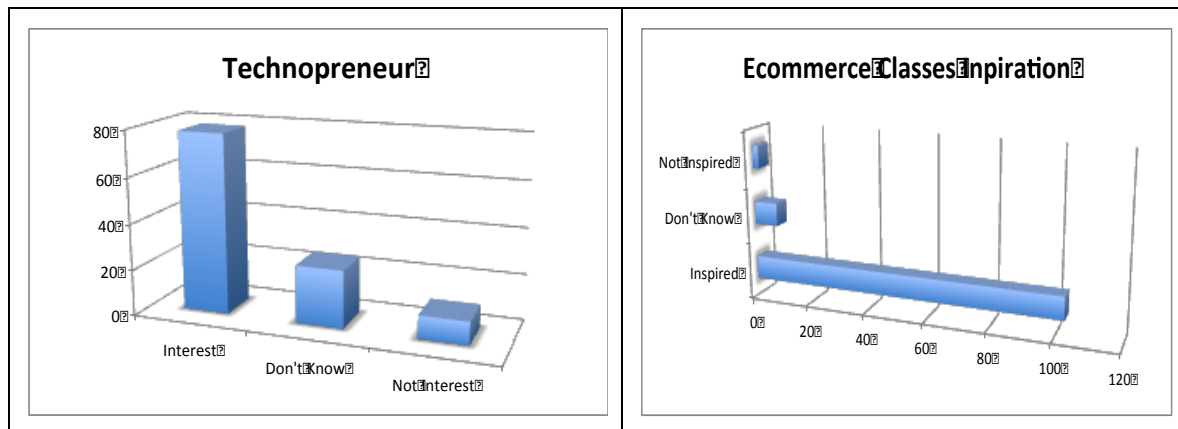 Technopreneur
80
60
40
20
0
Interest
Don't Know
Not Interest
Ecommerce Classes Inpiration
Not Inspired
Don't Know
Inspired
0
20
40
60
80
100
120